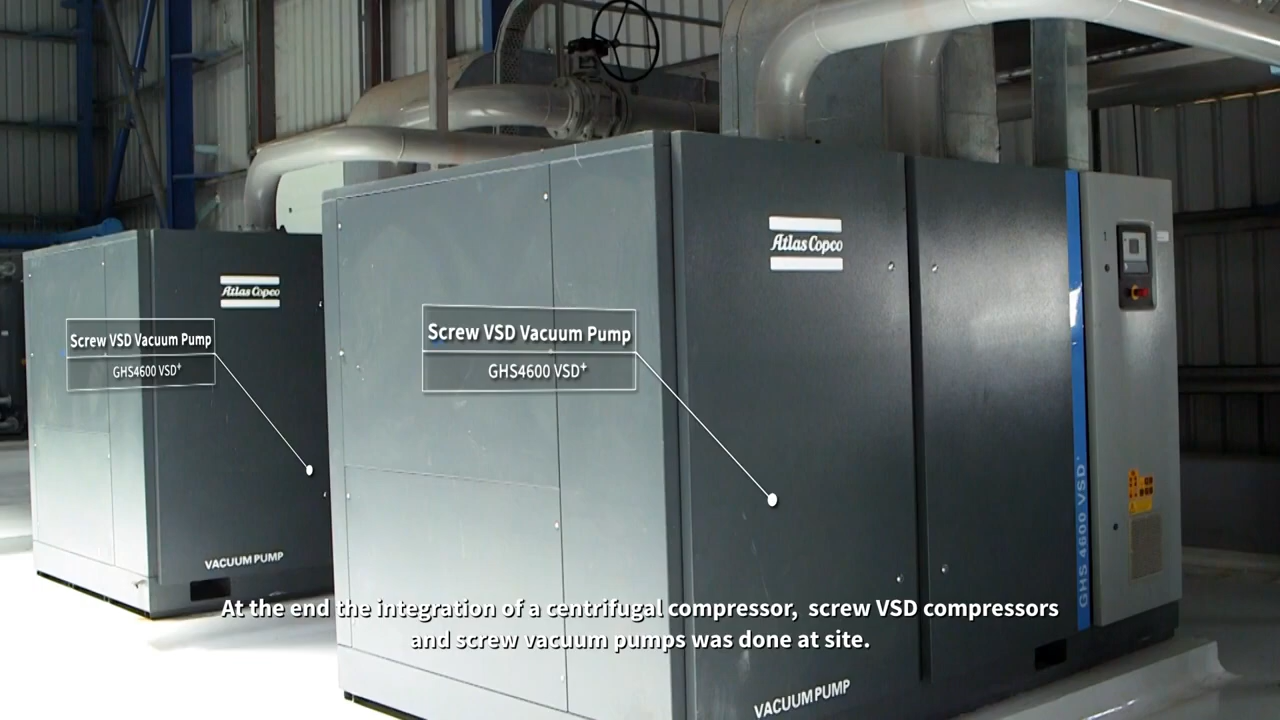 Atlas Copco
Screw VSD Vacuum Pump
GHS4600 VSD+
VACUUM PUMP
Atlas Copco
Screw VSD Vacuum Pump
GHS4600 VSD+
GHS 4600 VSD+
VACUUM PUMP
At the end the integration of a centrifugal compressor, screw VSD compressors
and screw vacuum pumps was done at site.